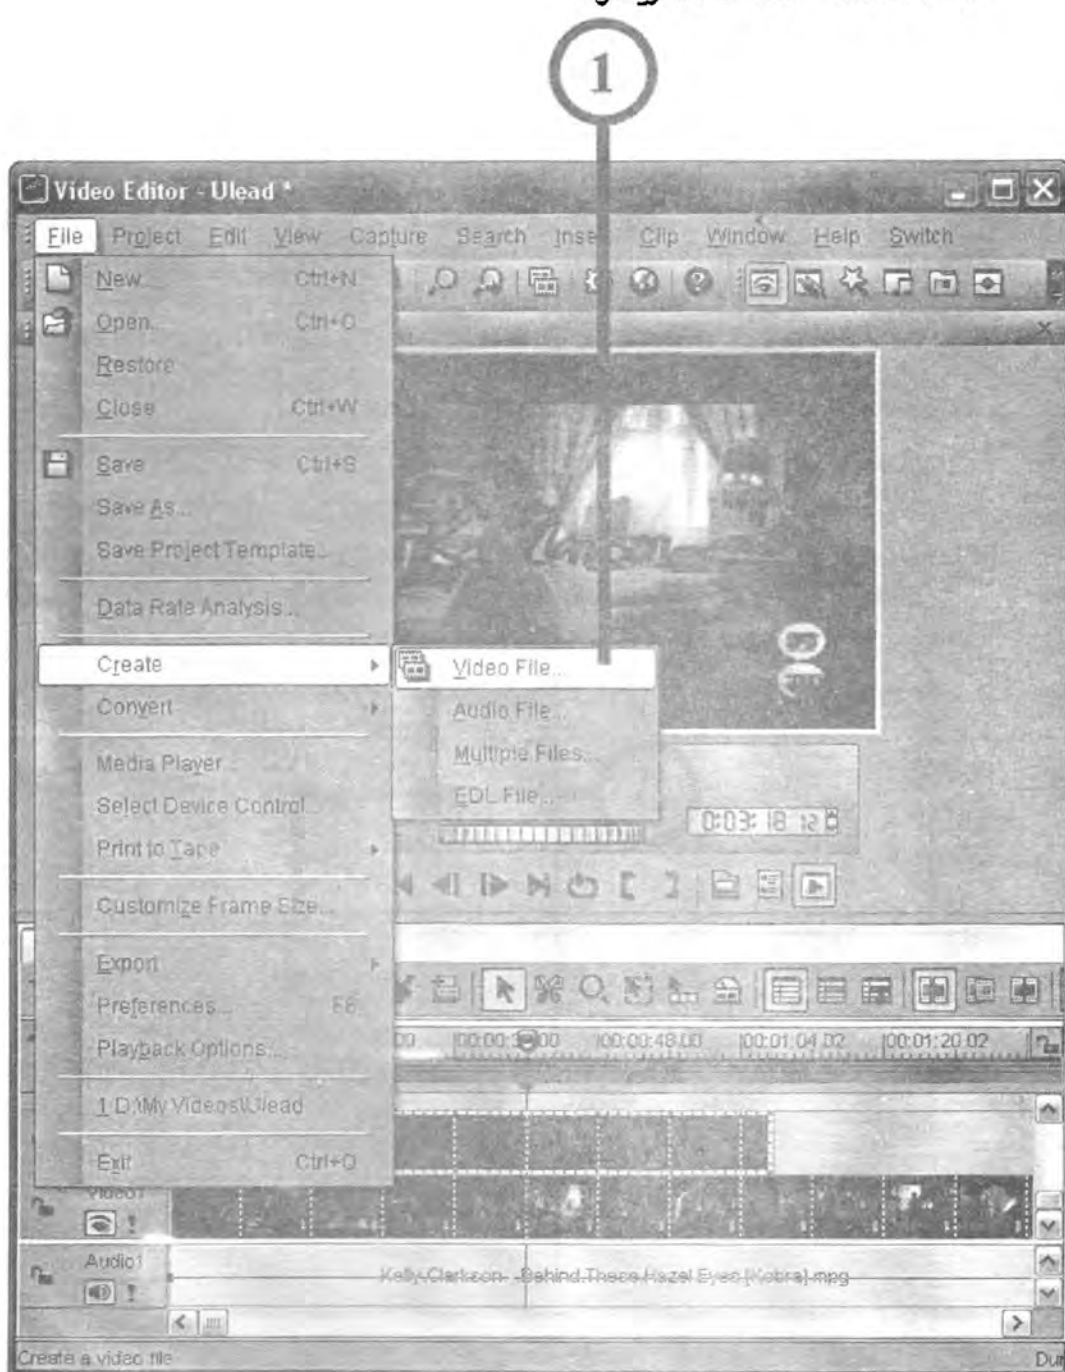 1
Video Editor - Ulead *
File Project Edit View Capture Search Insert Clip Window Help Switch
New... Ctrl+N
Open... Ctrl+O
Restore
Close Ctrl+W
Save Ctrl+S
Save As...
Save Project Template...
Data Rate Analysis...
Create
Video File...
Convert
Audio File...
Multiple Files...
Media Player...
EDL File...
Select Device Control...
0:03:18 12
Print to Tape
Customize Frame Size...
Export
Preferences... F6
Playback Options...
00:00:48.00 00:01:04.02 00:01:20.02
1 D:\My Videos\Ulead
Exit Ctrl+Q
Video1
Audio1
Kelly Clarkson - Behind These Hazel Eyes [Kobra].mpg
Create a video file
Dur